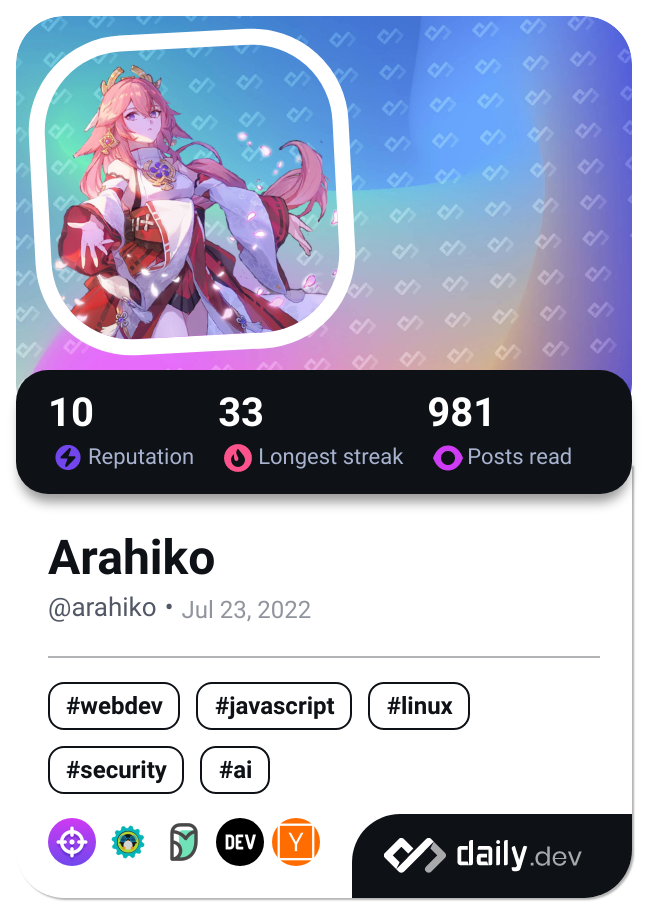 10 33 981
Reputation Longest streak Posts read
Arahiko
@arahiko • Jul 23, 2022
#webdev #javascript #linux
#security #ai
DEV Y daily.dev